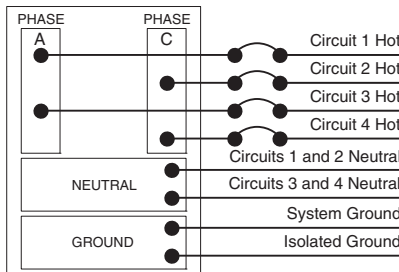 PHASE PHASE
A C
Circuit 1 Hot
Circuit 2 Hot
Circuit 3 Hot
Circuit 4 Hot
Circuits 1 and 2 Neutral
NEUTRAL
Circuits 3 and 4 Neutral
System Ground
GROUND
Isolated Ground